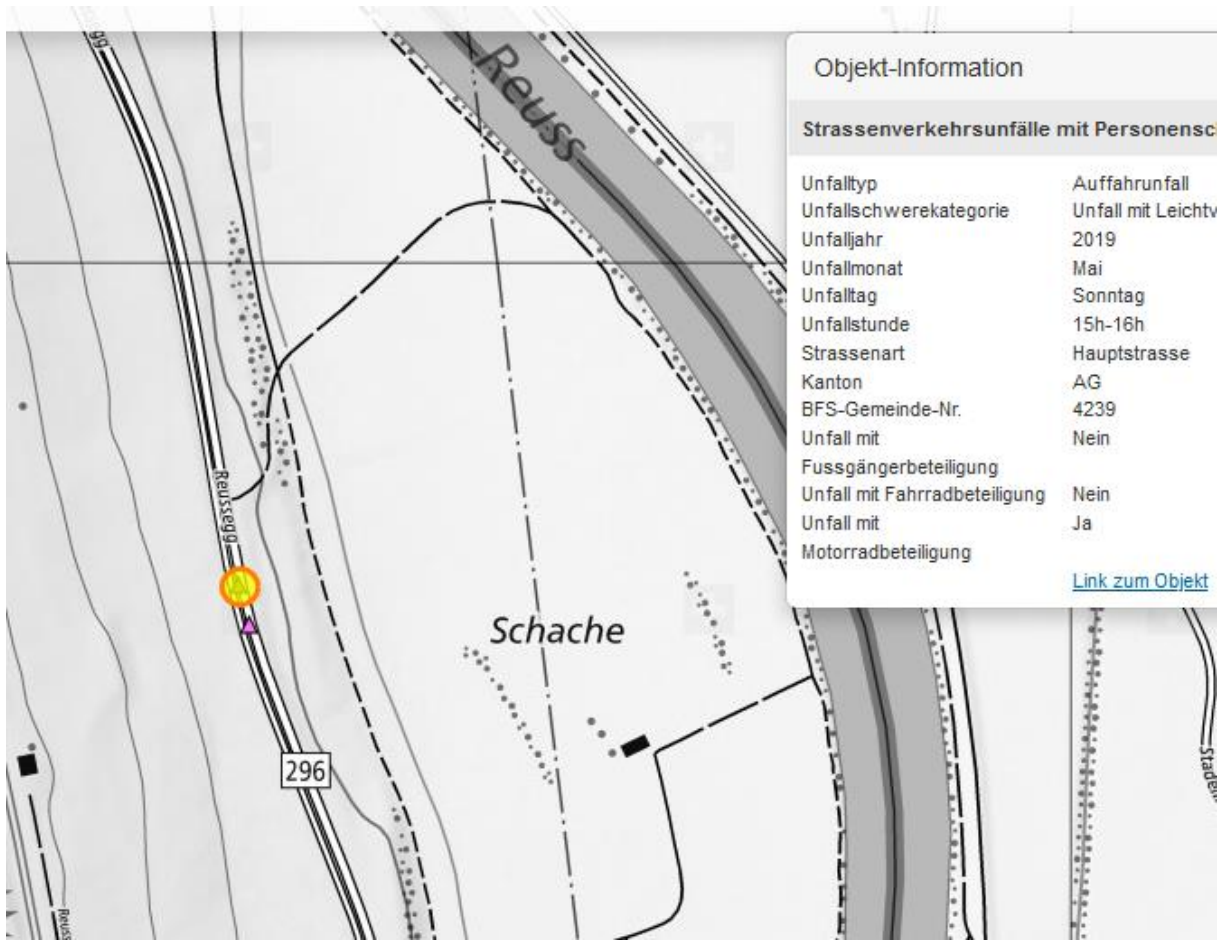 Reuss
Objekt-Information
Strassenverkehrsunfälle mit Personensc
Unfalltyp Auffahrunfall
Unfallschwerekategorie Unfall mit Leichtv
Unfalljahr 2019
Unfallmonat Mai
Unfalltag Sonntag
Unfallstunde 15h-16h
Strassenart Hauptstrasse
Kanton AG
BFS-Gemeinde-Nr. 4239
Unfall mit Nein
Fussgängerbeteiligung
Unfall mit Fahrradbeteiligung Nein
Unfall mit Ja
Motorradbeteiligung
Link zum Objekt
Reussegg
Schache
296
Reuss